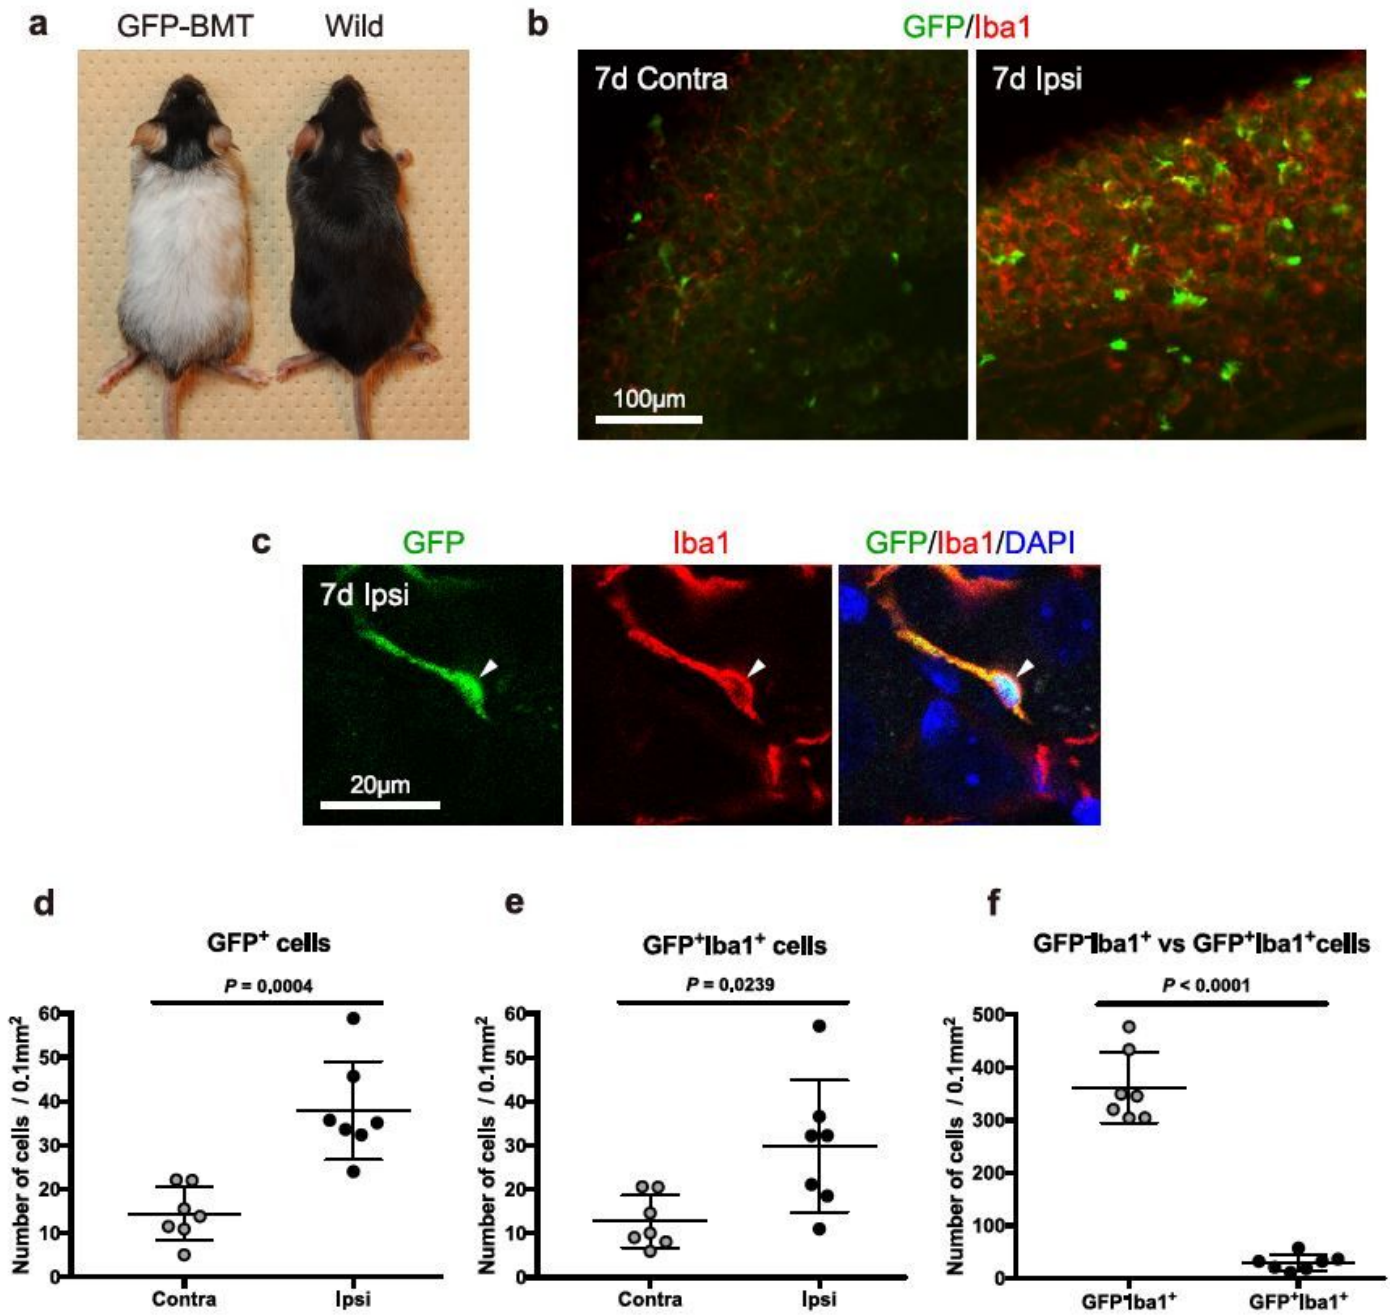 a GFP-BMT Wild
b GFP/Iba1
7d Contra
7d Ipsi
100µm
c GFP Iba1 GFP/Iba1/DAPI
7d Ipsi
20µm
d
GFP⁺ cells
P = 0.0004
Number of cells / 0.1mm²
60
50
40
30
20
10
0
Contra Ipsi
e
GFP⁺Iba1⁺ cells
P = 0.0239
Number of cells / 0.1mm²
60
50
40
30
20
10
0
Contra Ipsi
f
GFP⁻Iba1⁺ vs GFP⁺Iba1⁺cells
P < 0.0001
Number of cells / 0.1mm²
500
400
300
200
100
0
GFP⁻Iba1⁺ GFP⁺Iba1⁺